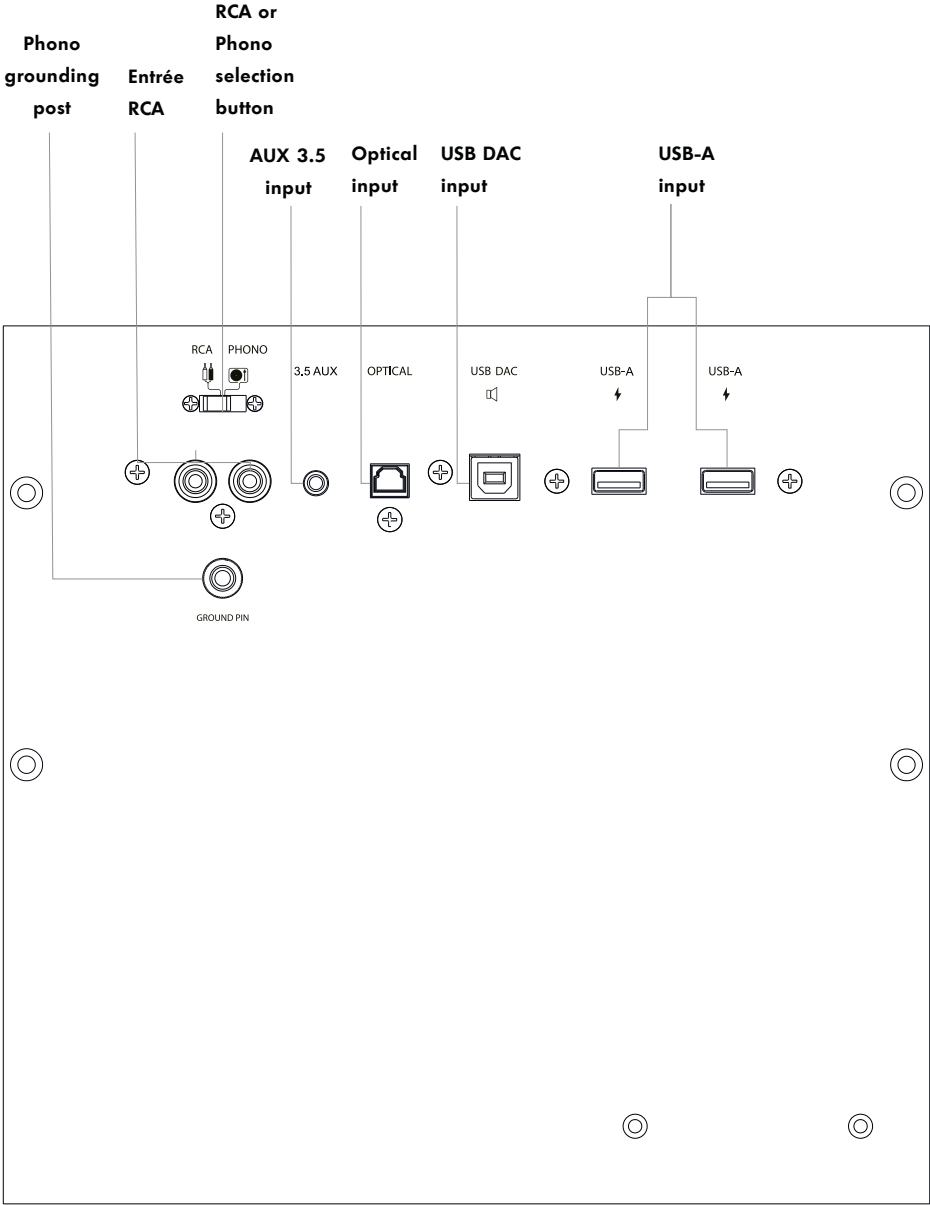 RCA or
Phono
selection
button
Phono
grounding
post
Entrée
RCA
AUX 3.5
input
Optical
input
USB DAC
input
USB-A
input
RCA PHONO
3.5 AUX
OPTICAL
USB DAC
USB-A
USB-A
GROUND PIN